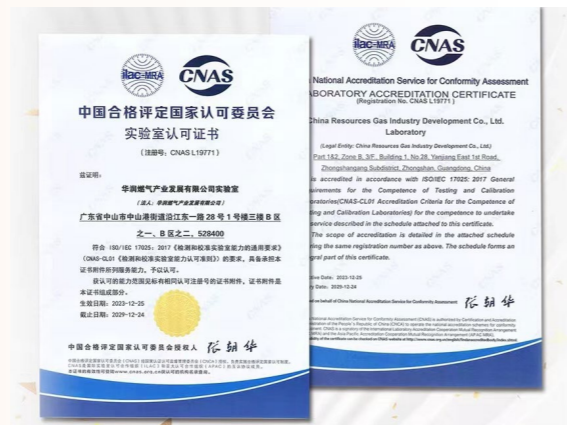 ilac-MRA
CNAS
中国合格评定国家认可委员会
实验室认可证书
（注册号：CNAS L19771）
兹证明：
华润燃气产业发展有限公司实验室
（法人：华润燃气产业发展有限公司）
广东省中山市中山港街道沿江东一路 28 号 1 号楼三楼 B 区
之一、B 区之二，528400
符合 ISO/IEC 17025：2017《检测和校准实验室能力的通用要求》
（CNAS-CL01《检测和校准实验室能力认可准则》）的要求，具备承担本
证书附件所列服务能力，予以认可。
获认可的能力范围见标有相同认可注册号的证书附件，证书附件是
本证书组成部分。
生效日期：2023-12-25
截止日期：2029-12-24
中国合格评定国家认可委员会授权人 张朝华
ilac-MRA
CNAS
National Accreditation Service for Conformity Assessment
LABORATORY ACCREDITATION CERTIFICATE
(Registration No. CNAS L19771)
China Resources Gas Industry Development Co., Ltd.
Laboratory
(Legal Entity: China Resources Gas Industry Development Co., Ltd.)
Part 1&2, Zone B, 3/F., Building 1, No.28, Yanjiang East 1st Road,
Zhongshangang Subdistrict, Zhongshan, Guangdong, China
is accredited in accordance with ISO/IEC 17025: 2017 General
Requirements for the Competence of Testing and Calibration
Laboratories(CNAS-CL01 Accreditation Criteria for the Competence of
Testing and Calibration Laboratories) for the competence to undertake
service described in the schedule attached to this certificate.
The scope of accreditation is detailed in the attached schedule
bearing the same registration number as above. The schedule forms an
integral part of this certificate.
Date: 2023-12-25
Date: 2029-12-24
on behalf of China National Accreditation Service for Conformity Assessment 张朝华